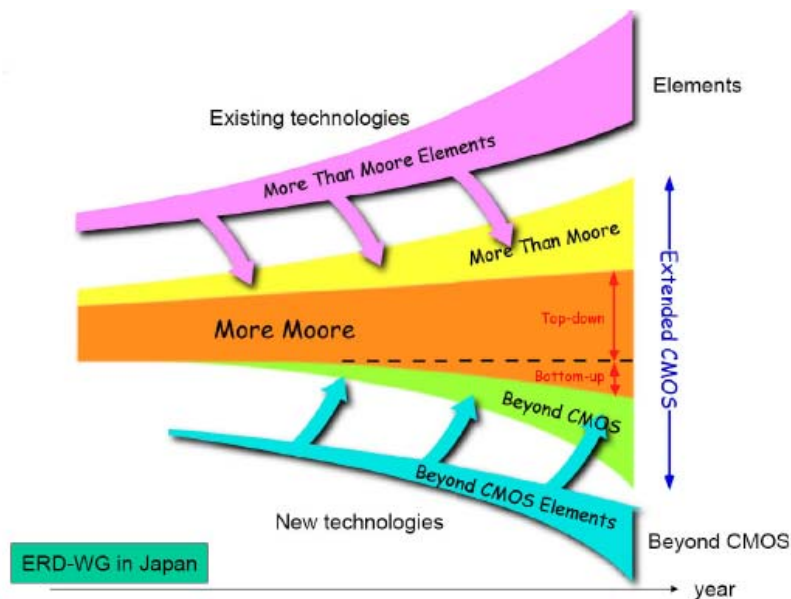 Elements
Existing technologies
More Than Moore Elements
More Than Moore
Extended CMOS
Top-down
More Moore
Bottom-up
Beyond CMOS
Beyond CMOS Elements
New technologies
Beyond CMOS
ERD-WG in Japan
year